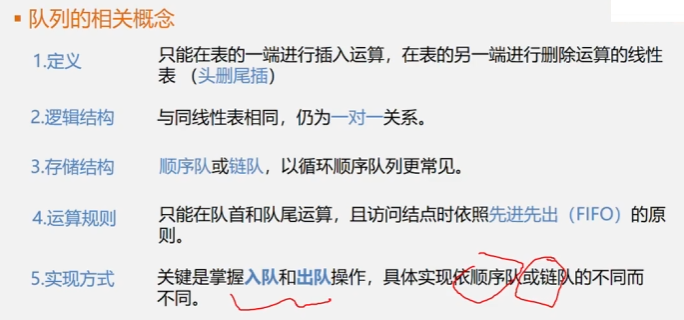 ▪ 队列的相关概念
1.定义 只能在表的一端进行插入运算，在表的另一端进行删除运算的线性
表 （头删尾插）
2.逻辑结构 与同线性表相同，仍为一对一关系。
3.存储结构 顺序队或链队，以循环顺序队列更常见。
4.运算规则 只能在队首和队尾运算，且访问结点时依照先进先出（FIFO）的原
则。
5.实现方式 关键是掌握入队和出队操作，具体实现依顺序队或链队的不同而
不同。